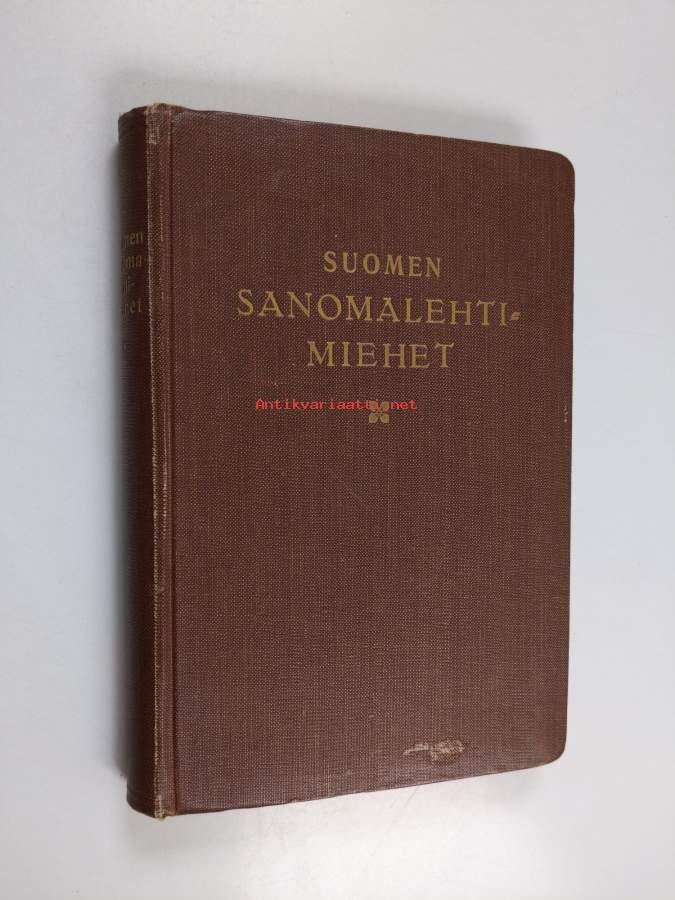 SUOMEN
SANOMALEHTI-
MIEHET
Antikvariaatti.net